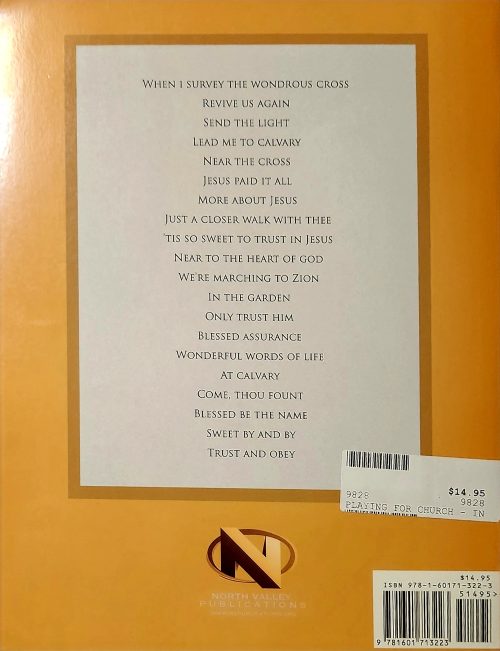 WHEN I SURVEY THE WONDROUS CROSS
REVIVE US AGAIN
SEND THE LIGHT
LEAD ME TO CALVARY
NEAR THE CROSS
JESUS PAID IT ALL
MORE ABOUT JESUS
JUST A CLOSER WALK WITH THEE
'TIS SO SWEET TO TRUST IN JESUS
NEAR TO THE HEART OF GOD
WE'RE MARCHING TO ZION
IN THE GARDEN
ONLY TRUST HIM
BLESSED ASSURANCE
WONDERFUL WORDS OF LIFE
AT CALVARY
COME, THOU FOUNT
BLESSED BE THE NAME
SWEET BY AND BY
TRUST AND OBEY
9828 $14.95
9828
PLAYING FOR CHURCH - IN
N
NORTH VALLEY
PUBLICATIONS
$14.95
ISBN 978-1-60171-322-3
51495>
9 781601 713223